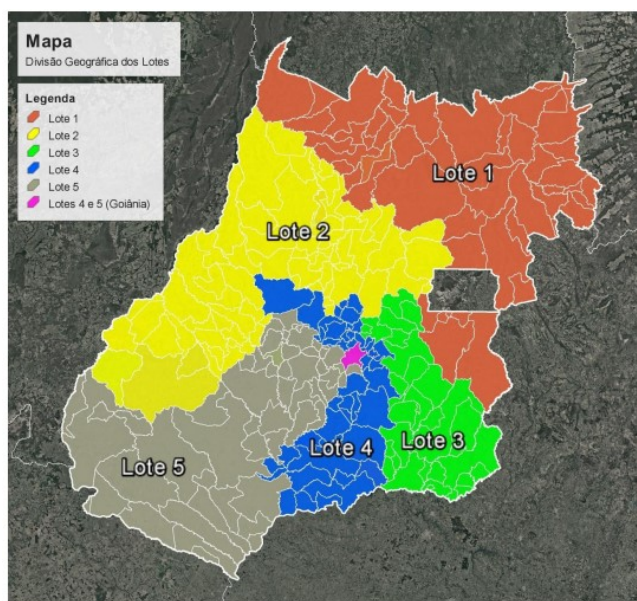 Mapa
Divisão Geográfica dos Lotes
Legenda
Lote 1
Lote 2
Lote 3
Lote 4
Lote 5
Lotes 4 e 5 (Goiânia)
Lote 1
Lote 2
Lote 3
Lote 4
Lote 5